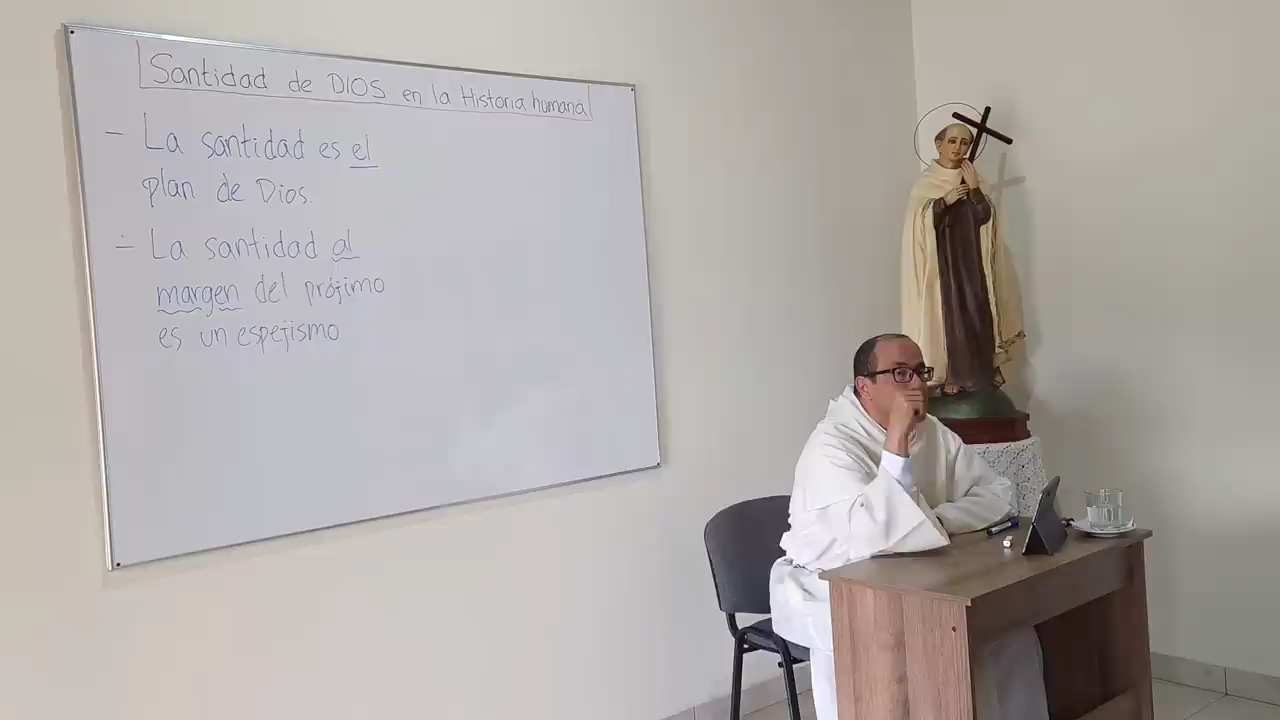 Santidad de DIOS en la Historia humana
- La santidad es el
plan de Dios.
- La santidad al
margen del prójimo
es un espejismo